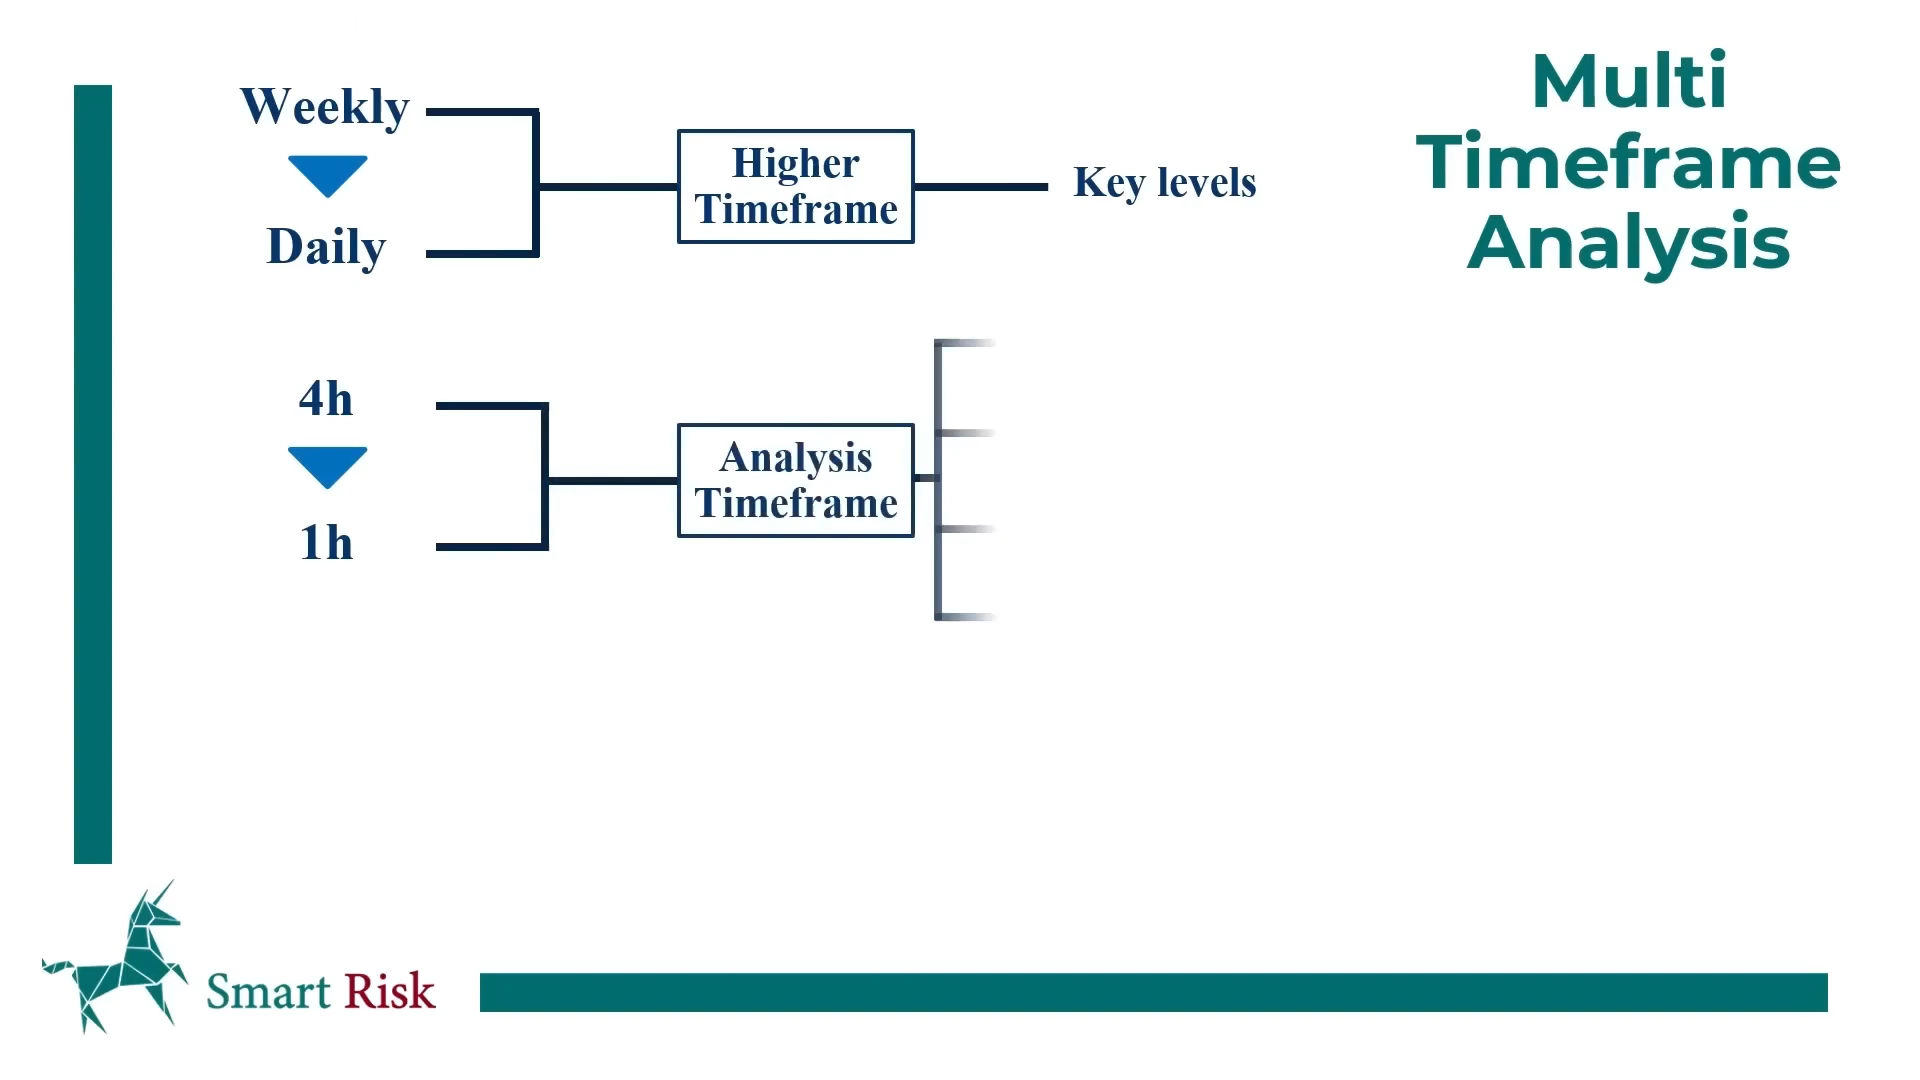 Multi
Timeframe
Analysis
Weekly
Daily
Higher
Timeframe
Key levels
4h
1h
Analysis
Timeframe
Smart Risk